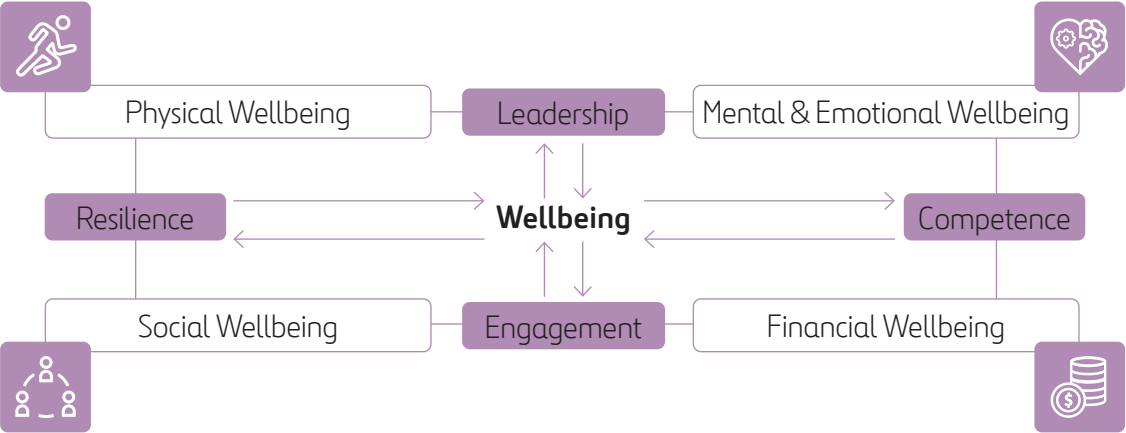 Physical Wellbeing
Leadership
Mental & Emotional Wellbeing
Resilience
Wellbeing
Competence
Social Wellbeing
Engagement
Financial Wellbeing
$